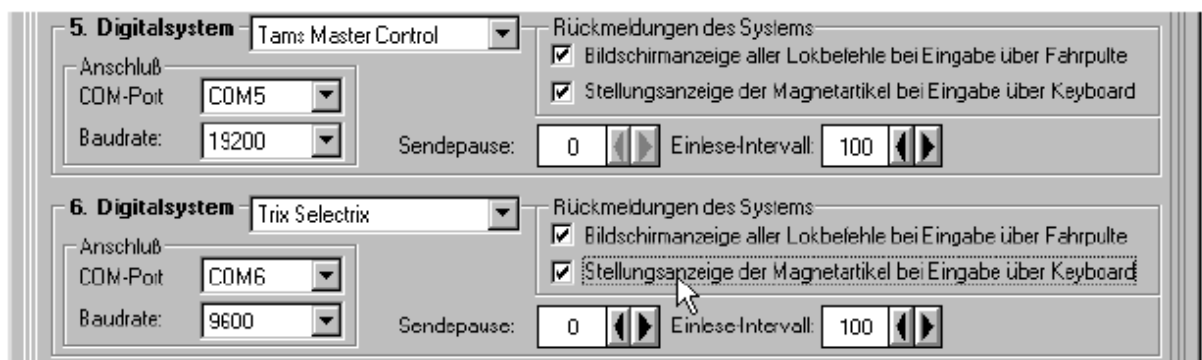 5. Digitalsystem Tams Master Control Rückmeldungen des Systems
Bildschirmanzeige aller Lokbefehle bei Eingabe über Fahrpulte
Anschluß
COM-Port COM5 Stellungsanzeige der Magnetartikel bei Eingabe über Keyboard
Baudrate: 19200 Sendepause: 0 Einlese-Intervall: 100
6. Digitalsystem Trix Selectrix Rückmeldungen des Systems
Bildschirmanzeige aller Lokbefehle bei Eingabe über Fahrpulte
Anschluß
COM-Port COM6 Stellungsanzeige der Magnetartikel bei Eingabe über Keyboard
Baudrate: 9600 Sendepause: 0 Einlese-Intervall: 100